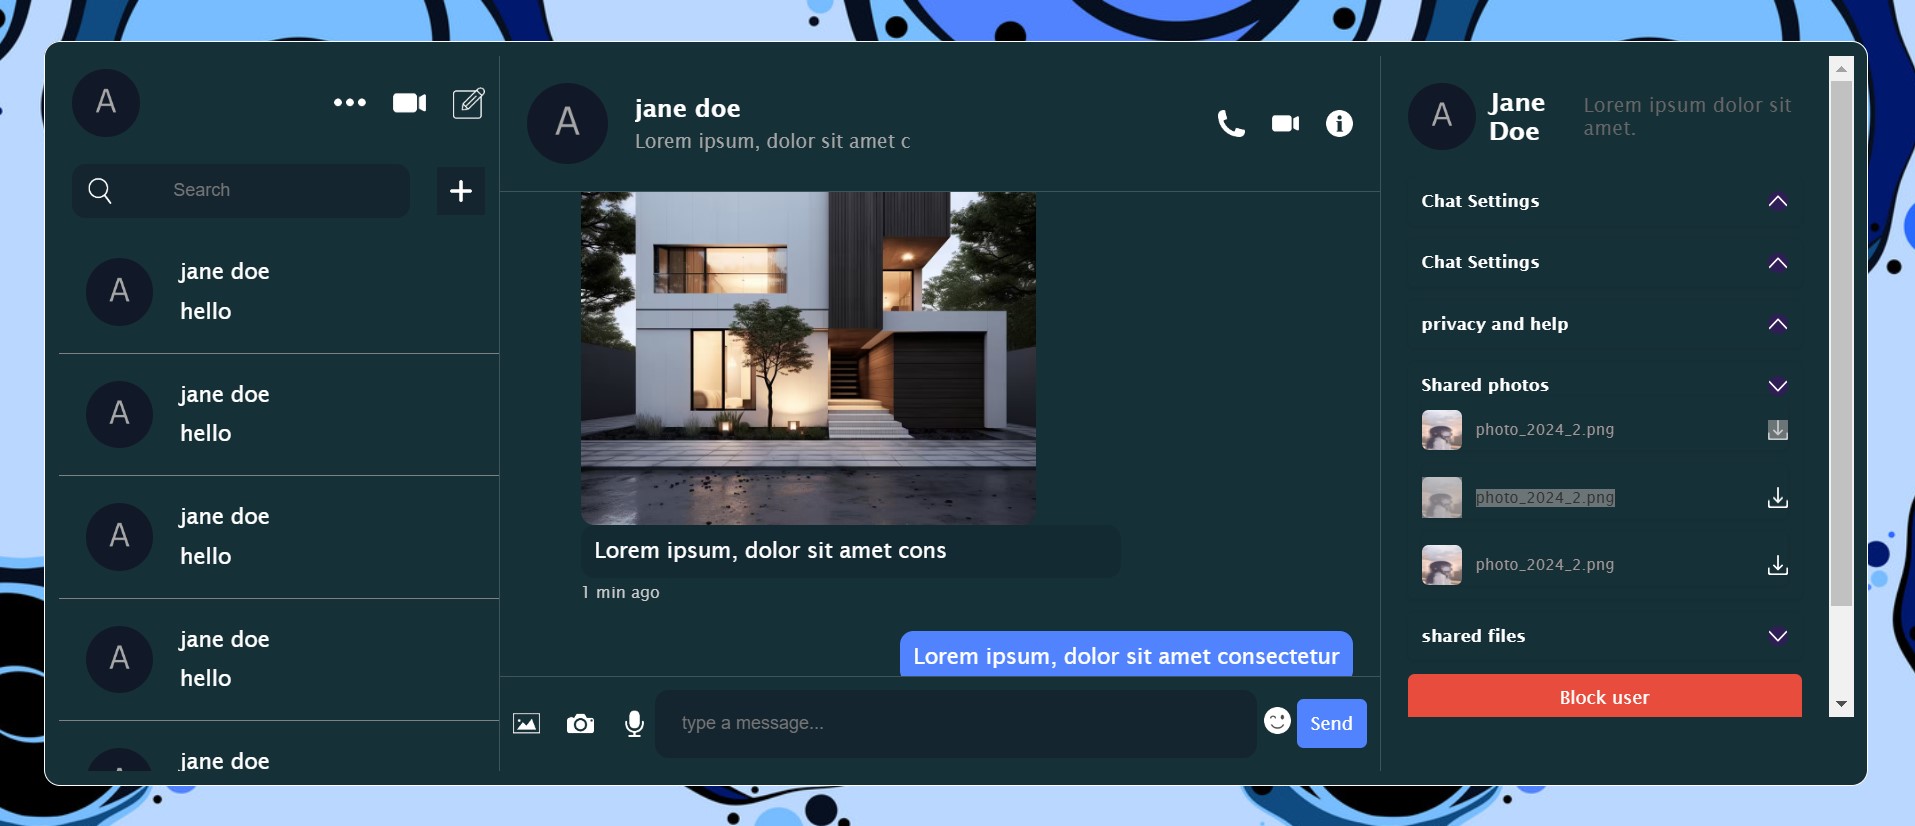 A
Search
A
jane doe
hello
A
jane doe
hello
A
jane doe
hello
A
jane doe
hello
A
jane doe
A
jane doe
Lorem ipsum, dolor sit amet c
Lorem ipsum, dolor sit amet cons
1 min ago
Lorem ipsum, dolor sit amet consectetur
type a message...
Send
A
Jane
Doe
Lorem ipsum dolor sit
amet.
Chat Settings
Chat Settings
privacy and help
Shared photos
photo_2024_2.png
photo_2024_2.png
photo_2024_2.png
shared files
Block user